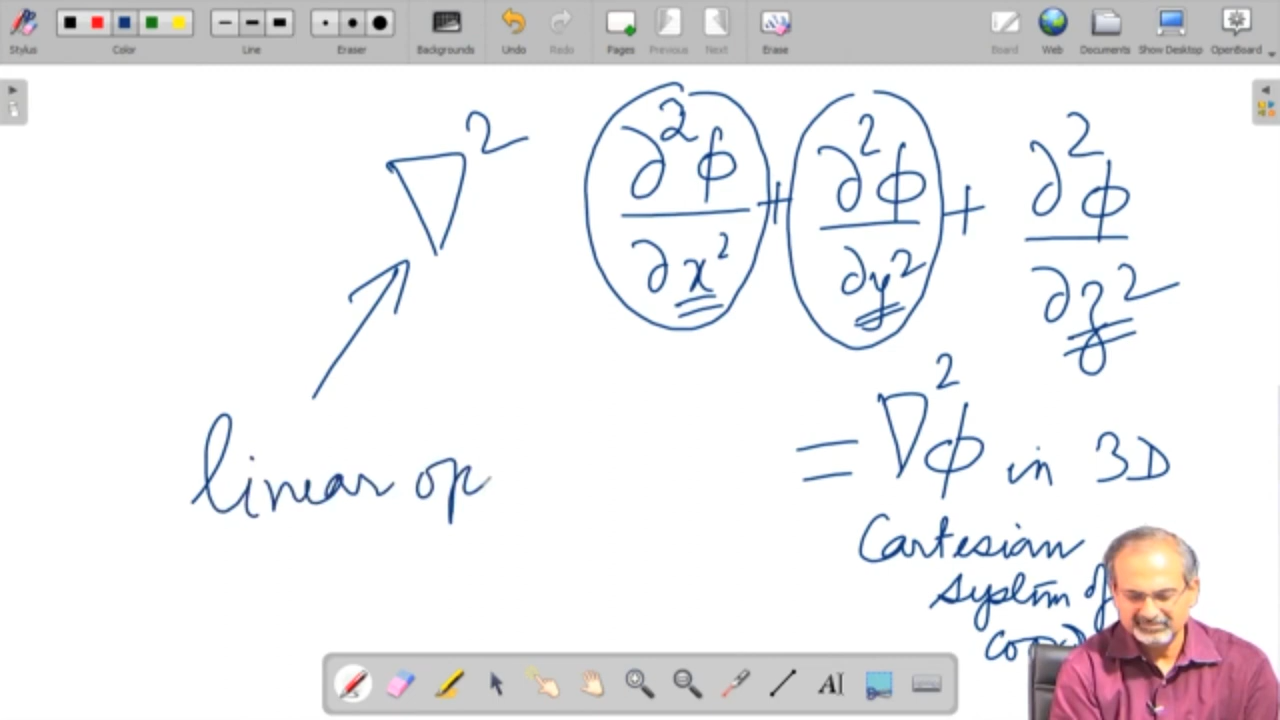 Stylus
Color
Line
Eraser
Backgrounds
Undo
Redo
Pages
Previous
Next
Erase
Board
Web
Documents
Show Desktop
OpenBoard
∇² ∂²ϕ/∂x² + ∂²ϕ/∂y² + ∂²ϕ/∂z²
= ∇²ϕ in 3D
Cartesian
system of
linear op
AI